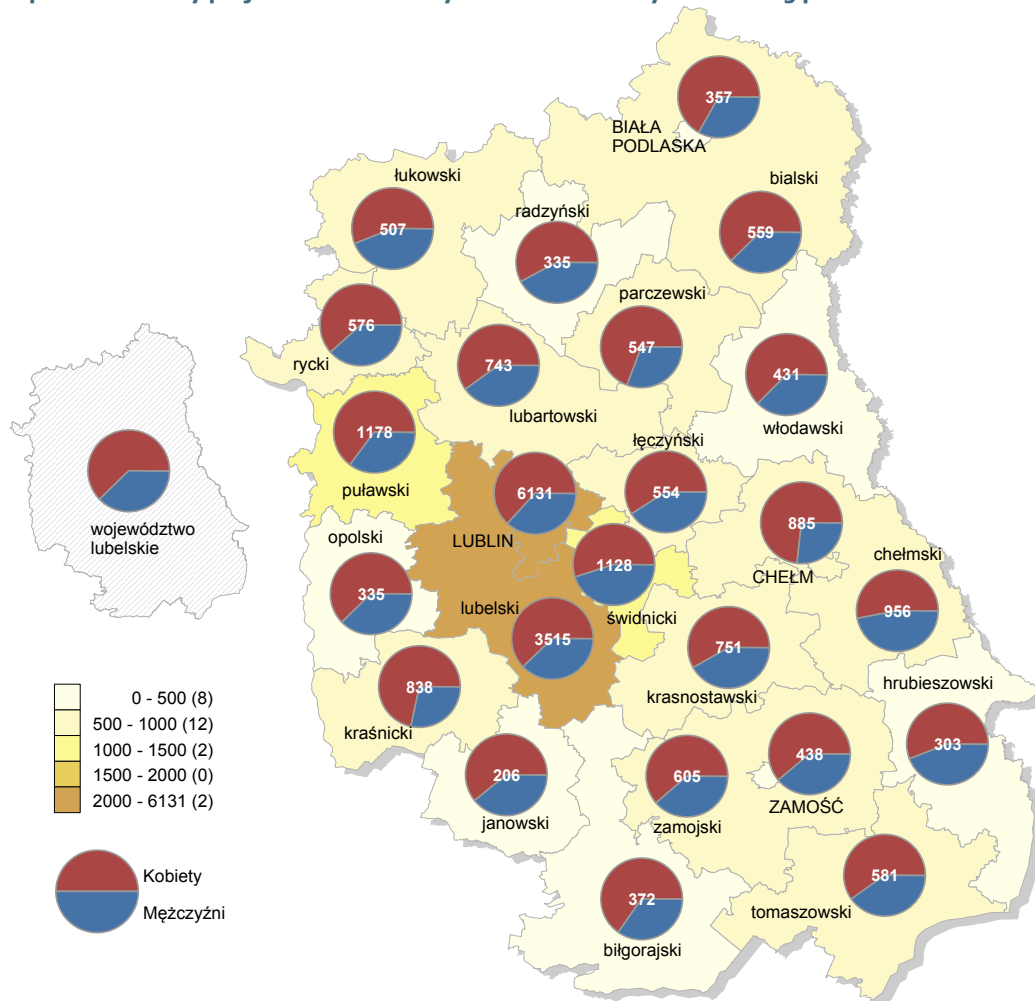 357
BIAŁA
PODLASKA
łukowski
bialski
radzyński
507
559
335
parczewski
576
547
743
rycki
431
lubartowski
włodawski
1178
łęczyński
puławski
6131
554
województwo
lubelskie
opolski
LUBLIN
885
CHEŁM
chełmski
1128
335
lubelski
świdnicki
956
3515
751
krasnostawski
hrubieszowski
838
kraśnicki
0 - 500 (8)
500 - 1000 (12)
1000 - 1500 (2)
1500 - 2000 (0)
2000 - 6131 (2)
303
438
206
605
janowski
zamojski
ZAMOŚĆ
Kobiety
Mężczyźni
581
372
tomaszowski
biłgorajski